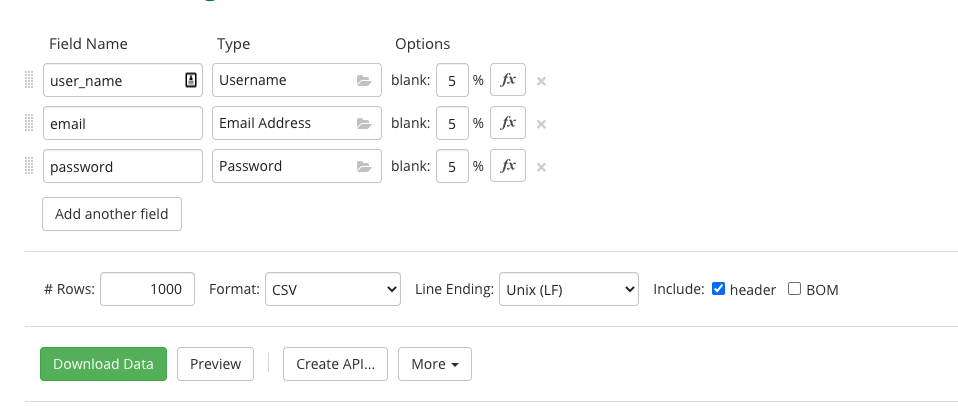 Field Name Type Options
user_name Username blank: 5 % fx ×
email Email Address blank: 5 % fx ×
password Password blank: 5 % fx ×
Add another field
# Rows: 1000 Format: CSV Line Ending: Unix (LF) Include: header BOM
Download Data Preview Create API... More